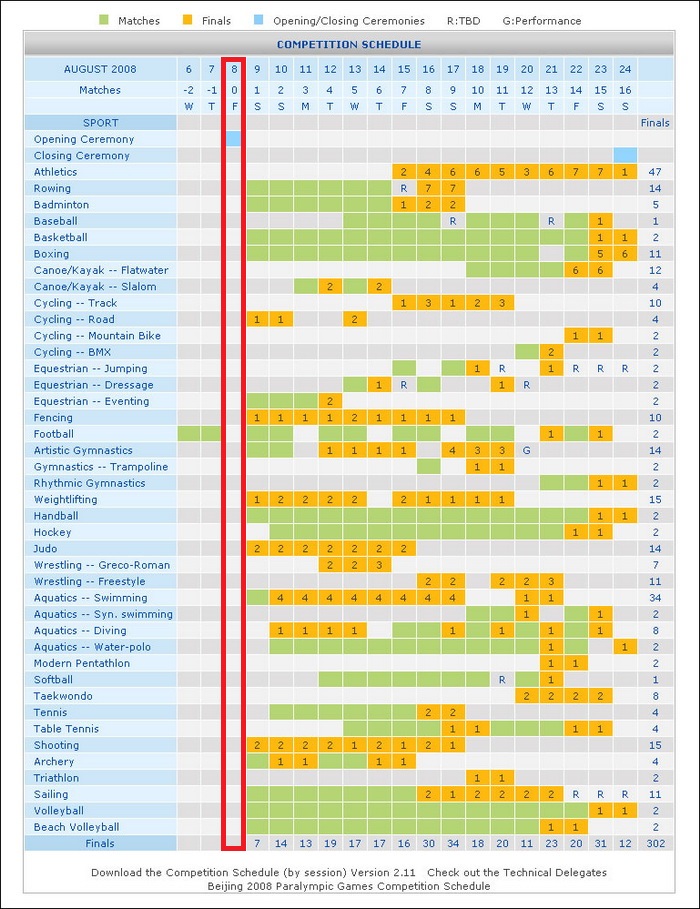 Matches Finals Opening/Closing Ceremonies R:TBD G:Performance
COMPETITION SCHEDULE
AUGUST 2008 6 7 8 9 10 11 12 13 14 15 16 17 18 19 20 21 22 23 24
Matches -2 -1 0 1 2 3 4 5 6 7 8 9 10 11 12 13 14 15 16
W T F S S M T W T F S S M T W T F S S
SPORT Finals
Opening Ceremony
Closing Ceremony
Athletics 2 4 6 6 5 3 6 7 7 1 47
Rowing R 7 7 14
Badminton 1 2 2 5
Baseball R R 1 1
Basketball 1 1 2
Boxing 5 6 11
Canoe/Kayak -- Flatwater 6 6 12
Canoe/Kayak -- Slalom 2 2 4
Cycling -- Track 1 3 1 2 3 10
Cycling -- Road 1 1 2 4
Cycling -- Mountain Bike 1 1 2
Cycling -- BMX 2 2
Equestrian -- Jumping 1 R 1 R R R 2
Equestrian -- Dressage 1 R 1 R 2
Equestrian -- Eventing 2 2
Fencing 1 1 1 1 2 1 1 1 1 10
Football 1 1 2
Artistic Gymnastics 1 1 1 1 4 3 3 G 14
Gymnastics -- Trampoline 1 1 2
Rhythmic Gymnastics 1 1 2
Weightlifting 1 2 2 2 2 2 1 1 1 1 15
Handball 1 1 2
Hockey 1 1 2
Judo 2 2 2 2 2 2 2 14
Wrestling -- Greco-Roman 2 2 3 7
Wrestling -- Freestyle 2 2 2 2 3 11
Aquatics -- Swimming 4 4 4 4 4 4 4 4 1 1 34
Aquatics -- Syn. swimming 1 1 2
Aquatics -- Diving 1 1 1 1 1 1 1 1 8
Aquatics -- Water-polo 1 1 2
Modern Pentathlon 1 1 2
Softball R 1 1
Taekwondo 2 2 2 2 8
Tennis 2 2 4
Table Tennis 1 1 1 1 4
Shooting 2 2 2 2 1 2 1 2 1 15
Archery 1 1 1 1 4
Triathlon 1 1 2
Sailing 2 1 2 2 2 2 R R R 11
Volleyball 1 1 2
Beach Volleyball 1 1 2
Finals 7 14 13 19 15 17 16 30 34 18 20 11 23 20 31 12 302
Download the Competition Schedule (by session) Version 2.11 Check out the Technical Delegates
Beijing 2008 Paralympic Games Competition Schedule